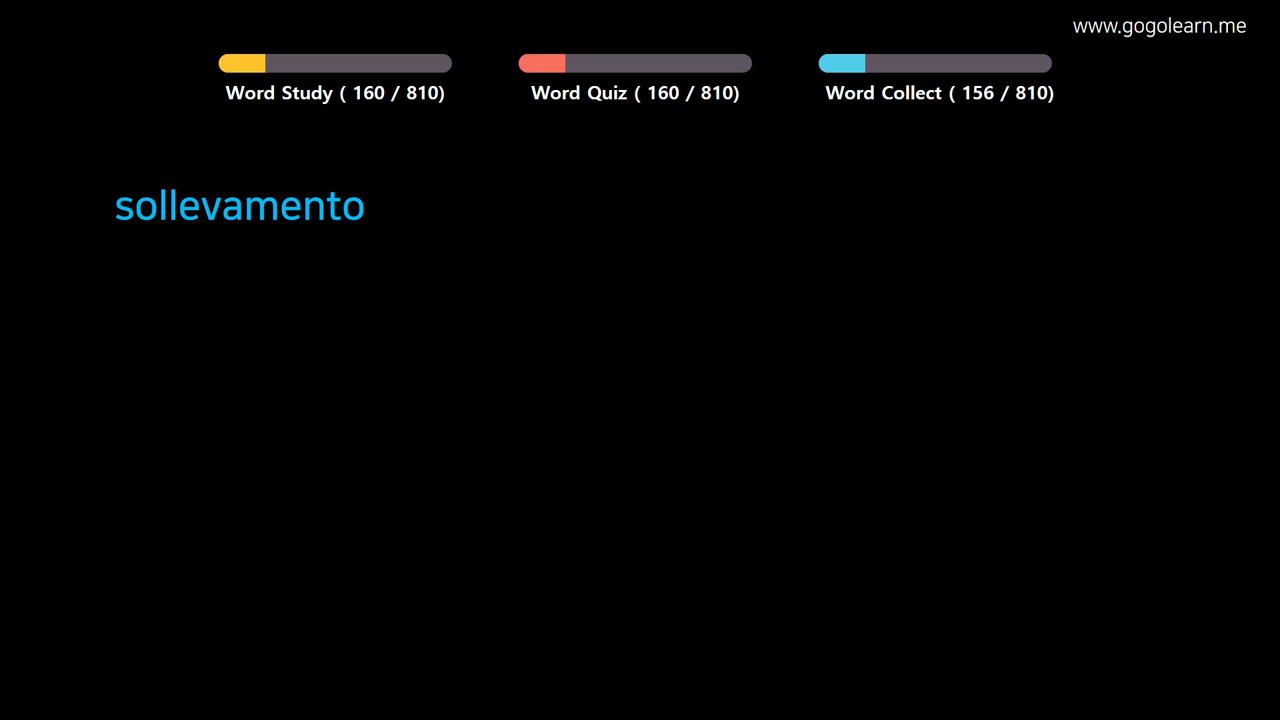 www.gogolearn.me
Word Study ( 160 / 810)
Word Quiz ( 160 / 810)
Word Collect ( 156 / 810)
sollevamento